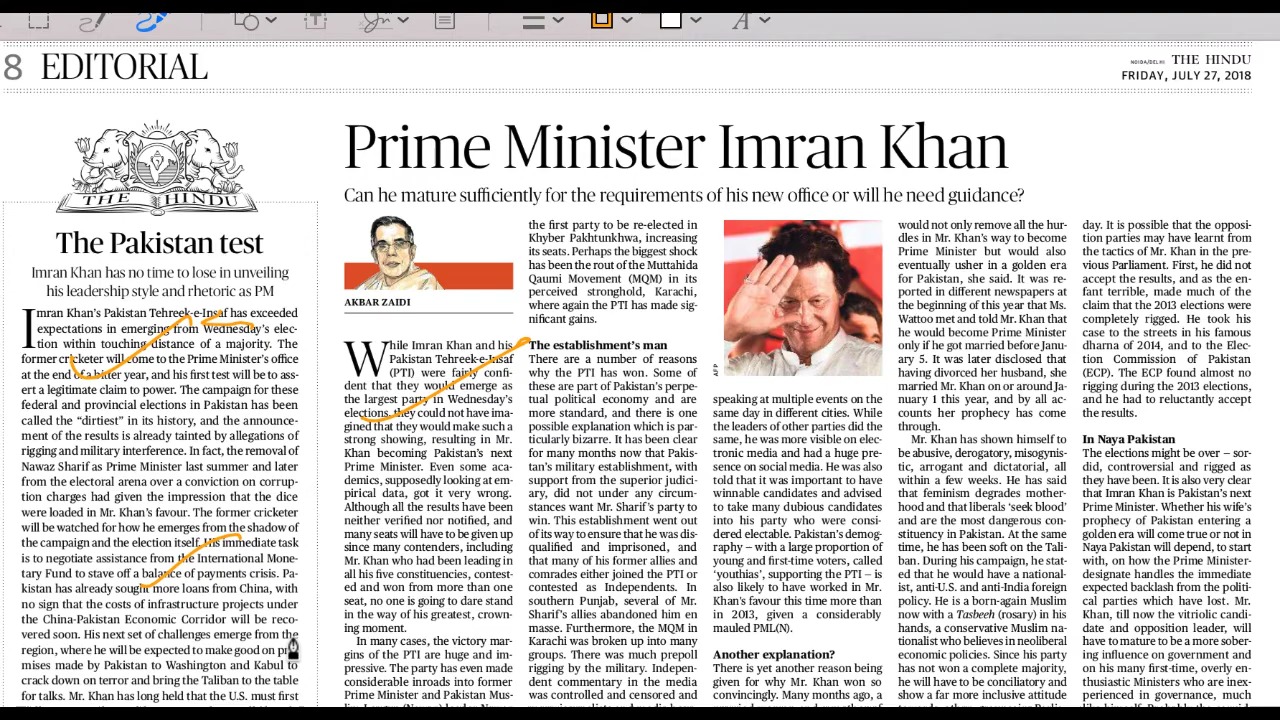 8 EDITORIAL
NOIDA/DELHI THE HINDU
FRIDAY, JULY 27, 2018
THE HINDU
The Pakistan test
Imran Khan has no time to lose in unveiling
his leadership style and rhetoric as PM
Imran Khan's Pakistan Tehreek-e-Insaf has exceeded
expectations in emerging from Wednesday's elec-
tion within touching distance of a majority. The
former cricketer will come to the Prime Minister's office
at the end of a bitter year, and his first test will be to ass-
ert a legitimate claim to power. The campaign for these
federal and provincial elections in Pakistan has been
called the “dirtiest” in its history, and the announce-
ment of the results is already tainted by allegations of
rigging and military interference. In fact, the removal of
Nawaz Sharif as Prime Minister last summer and later
from the electoral arena over a conviction on corrup-
tion charges had given the impression that the dice
were loaded in Mr. Khan's favour. The former cricketer
will be watched for how he emerges from the shadow of
the campaign and the election itself. His immediate task
is to negotiate assistance from the International Mone-
tary Fund to stave off a balance of payments crisis. Pa-
kistan has already sought more loans from China, with
no sign that the costs of infrastructure projects under
the China-Pakistan Economic Corridor will be reco-
vered soon. His next set of challenges emerge from the
region, where he will be expected to make good on pro-
mises made by Pakistan to Washington and Kabul to
crack down on terror and bring the Taliban to the table
for talks. Mr. Khan has long held that the U.S. must first
Prime Minister Imran Khan
Can he mature sufficiently for the requirements of his new office or will he need guidance?
AKBAR ZAIDI
While Imran Khan and his
Pakistan Tehreek-e-Insaf
(PTI) were fairly confi-
dent that they would emerge as
the largest party in Wednesday's
elections, they could not have ima-
gined that they would make such a
strong showing, resulting in Mr.
Khan becoming Pakistan's next
Prime Minister. Even some aca-
demics, supposedly looking at em-
pirical data, got it very wrong.
Although all the results have been
neither verified nor notified, and
many seats will have to be given up
since many contenders, including
Mr. Khan who had been leading in
all his five constituencies, contest-
ed and won from more than one
seat, no one is going to dare stand
in the way of his greatest, crown-
ing moment.
In many cases, the victory mar-
gins of the PTI are huge and im-
pressive. The party has even made
considerable inroads into former
Prime Minister and Pakistan Mus-
the first party to be re-elected in
Khyber Pakhtunkhwa, increasing
its seats. Perhaps the biggest shock
has been the rout of the Muttahida
Qaumi Movement (MQM) in its
perceived stronghold, Karachi,
where again the PTI has made sig-
nificant gains.
The establishment's man
There are a number of reasons
why the PTI has won. Some of
these are part of Pakistan's perpe-
tual political economy and are
more standard, and there is one
possible explanation which is par-
ticularly bizarre. It has been clear
for many months now that Pakis-
tan's military establishment, with
support from the superior judici-
ary, did not under any circum-
stances want Mr. Sharif's party to
win. This establishment went out
of its way to ensure that he was dis-
qualified and imprisoned, and
that many of his former allies and
comrades either joined the PTI or
contested as Independents. In
southern Punjab, several of Mr.
Sharif's allies abandoned him en
masse. Furthermore, the MQM in
Karachi was broken up into many
groups. There was much prepoll
rigging by the military. Indepen-
dent commentary in the media
was controlled and censored and
AFP
speaking at multiple events on the
same day in different cities. While
the leaders of other parties did the
same, he was more visible on elec-
tronic media and had a huge pre-
sence on social media. He was also
told that it was important to have
winnable candidates and advised
to take many dubious candidates
into his party who were consi-
dered electable. Pakistan's demog-
raphy – with a large proportion of
young and first-time voters, called
‘youthias’, supporting the PTI – is
also likely to have worked in Mr.
Khan's favour this time more than
in 2013, given a considerably
mauled PML(N).
Another explanation?
There is yet another reason being
given for why Mr. Khan won so
convincingly. Many months ago, a
would not only remove all the hur-
dles in Mr. Khan's way to become
Prime Minister but would also
eventually usher in a golden era
for Pakistan, she said. It was re-
ported in different newspapers at
the beginning of this year that Ms.
Wattoo met and told Mr. Khan that
he would become Prime Minister
only if he got married before Janu-
ary 5. It was later disclosed that
having divorced her husband, she
married Mr. Khan on or around Ja-
nuary 1 this year, and by all ac-
counts her prophecy has come
through.
Mr. Khan has shown himself to
be abusive, derogatory, misogynis-
tic, arrogant and dictatorial, all
within a few weeks. He has said
that feminism degrades mother-
hood and that liberals ‘seek blood’
and are the most dangerous con-
stituency in Pakistan. At the same
time, he has been soft on the Tali-
ban. During his campaign, he stat-
ed that he would have a national-
ist, anti-U.S. and anti-India foreign
policy. He is a born-again Muslim
now with a Tasbeeh (rosary) in his
hands, a conservative Muslim na-
tionalist who believes in neoliberal
economic policies. Since his party
has not won a complete majority,
he will have to be conciliatory and
show a far more inclusive attitude
day. It is possible that the opposi-
tion parties may have learnt from
the tactics of Mr. Khan in the pre-
vious Parliament. First, he did not
accept the results, and as the en-
fant terrible, made much of the
claim that the 2013 elections were
completely rigged. He took his
case to the streets in his famous
dharna of 2014, and to the Elec-
tion Commission of Pakistan
(ECP). The ECP found almost no
rigging during the 2013 elections,
and he had to reluctantly accept
the results.
In Naya Pakistan
The elections might be over – sor-
did, controversial and rigged as
they have been. It is also very clear
that Imran Khan is Pakistan's next
Prime Minister. Whether his wife's
prophecy of Pakistan entering a
golden era will come true or not in
Naya Pakistan will depend, to start
with, on how the Prime Minister-
designate handles the immediate
expected backlash from the politi-
cal parties which have lost. Mr.
Khan, till now the vitriolic candi-
date and opposition leader, will
have to mature to be a more sober-
ing influence on government and
on his many first-time, overly en-
thusiastic Ministers who are inex-
perienced in governance, much